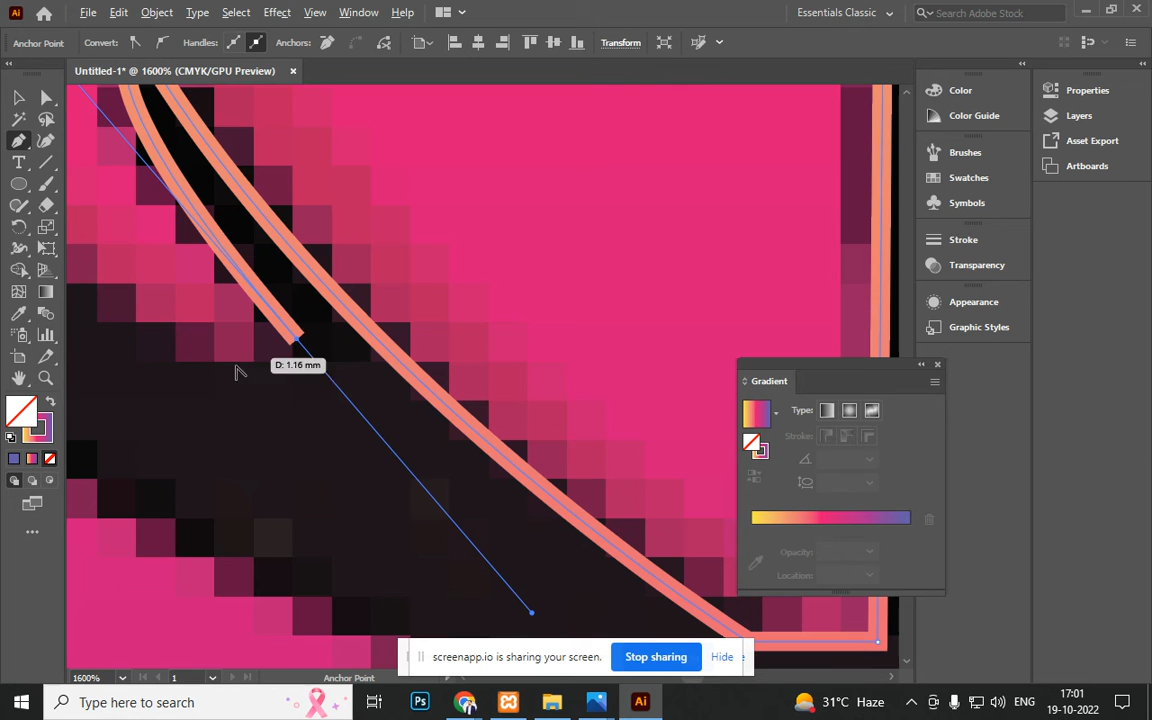 Ai
File Edit Object Type Select Effect View Window Help
Essentials Classic
Search Adobe Stock
Anchor Point
Convert:
Handles:
Anchors:
Transform
Untitled-1* @ 1600% (CMYK/GPU Preview)
Color
Color Guide
Brushes
Swatches
Symbols
Stroke
Transparency
Appearance
Graphic Styles
Properties
Layers
Asset Export
Artboards
D: 1.16 mm
Gradient
Type:
Stroke:
Opacity:
Location:
screenapp.io is sharing your screen.
Stop sharing
Hide
1600%
1
Anchor Point
Type here to search
Ps
Ai
31°C Haze
ENG
17:01
19-10-2022